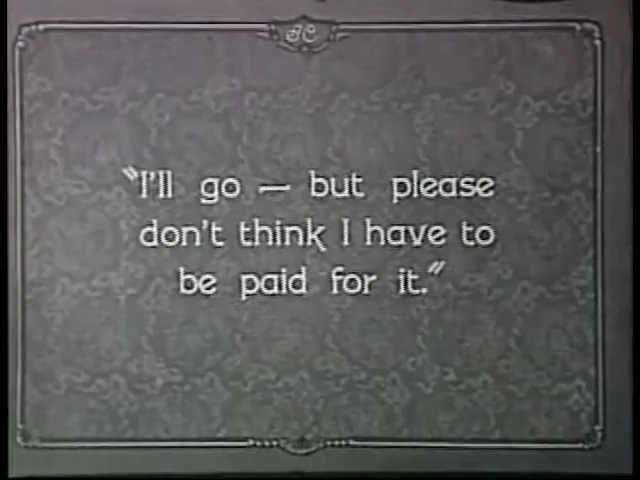 "I'll go — but please
don't think I have to
be paid for it."